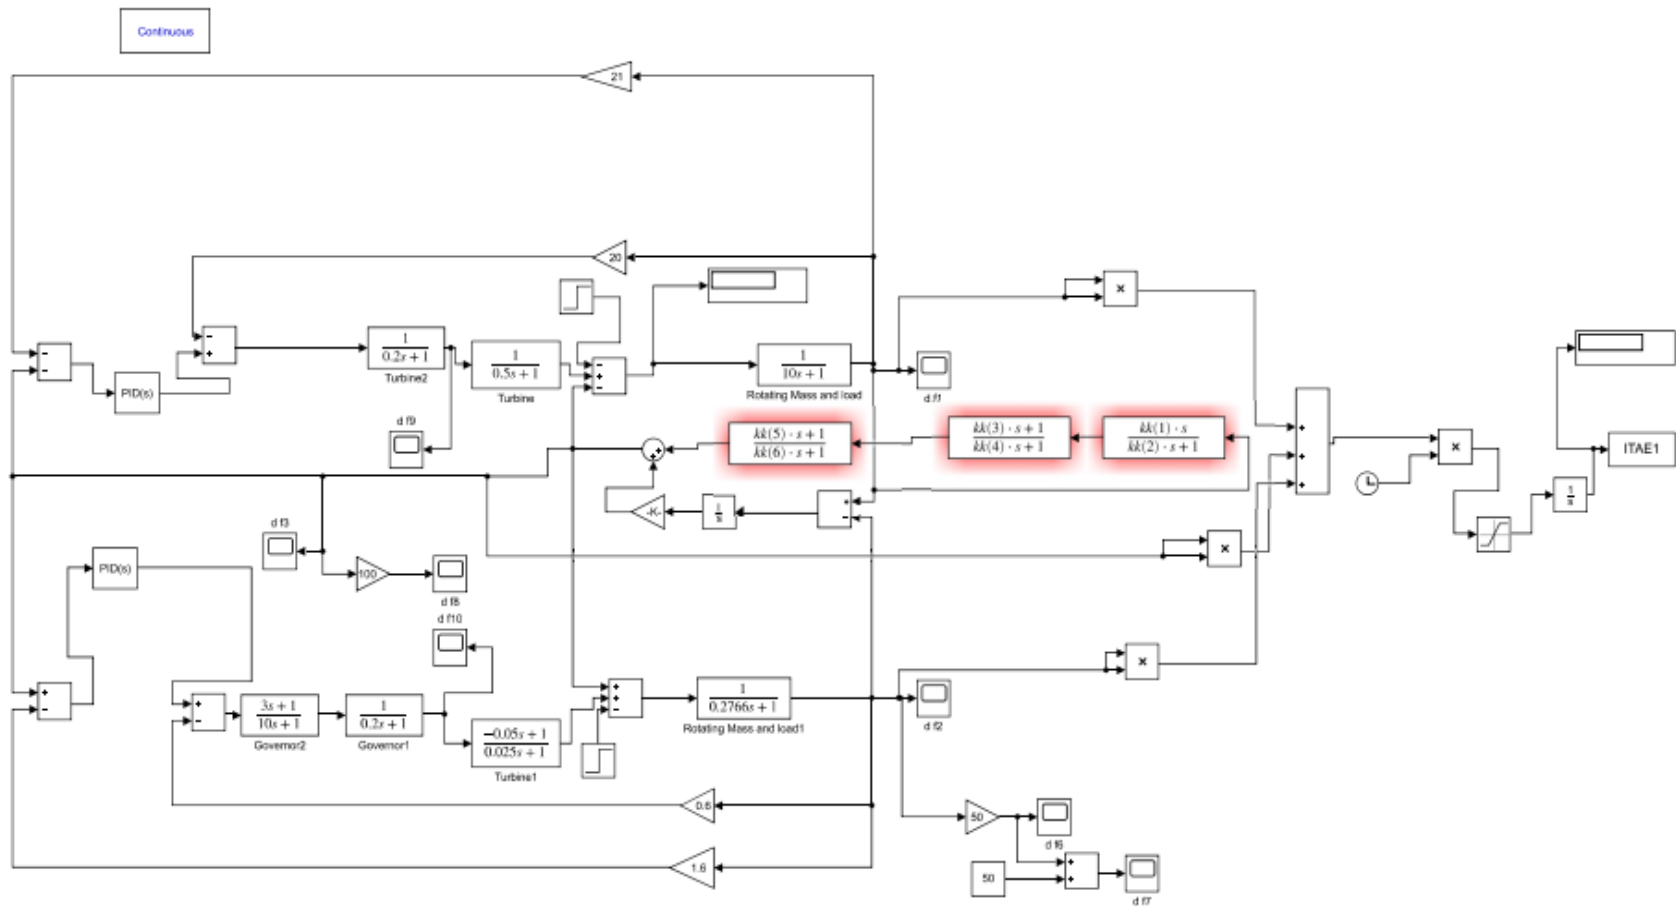 Continuous
21
20
1
0.2s + 1
Turbine2
1
0.5s + 1
Turbine
1
10s + 1
Rotating Mass and load
d f1
PID(s)
d f9
kk(5) · s + 1
kk(6) · s + 1
kk(3) · s + 1
kk(4) · s + 1
kk(1) · s
kk(2) · s + 1
ITAE1
-K-
1
s
1
s
d f3
PID(s)
100
d f8
d f10
3s + 1
10s + 1
Governor2
1
0.2s + 1
Governor1
−0.05s + 1
0.025s + 1
Turbine1
1
0.2766s + 1
Rotating Mass and load1
d f2
0.6
1.6
50
d f6
50
d f7